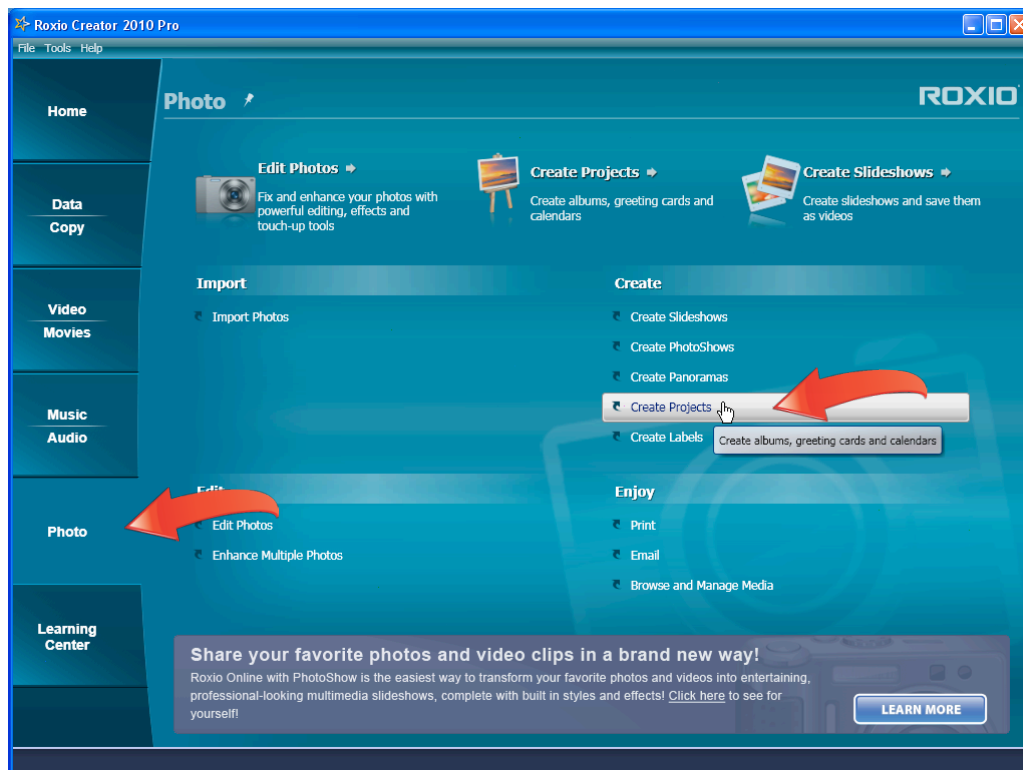 Roxio Creator 2010 Pro
File Tools Help
Home
Data
Copy
Video
Movies
Music
Audio
Photo
Learning
Center
Photo
ROXIO
Edit Photos
Fix and enhance your photos with
powerful editing, effects and
touch-up tools
Create Projects
Create albums, greeting cards and
calendars
Create Slideshows
Create slideshows and save them
as videos
Import
Import Photos
Create
Create Slideshows
Create PhotoShows
Create Panoramas
Create Projects
Create Labels
Create albums, greeting cards and calendars
Edit
Edit Photos
Enhance Multiple Photos
Enjoy
Print
Email
Browse and Manage Media
Share your favorite photos and video clips in a brand new way!
Roxio Online with PhotoShow is the easiest way to transform your favorite photos and videos into entertaining,
professional-looking multimedia slideshows, complete with built in styles and effects! Click here to see for
yourself!
LEARN MORE